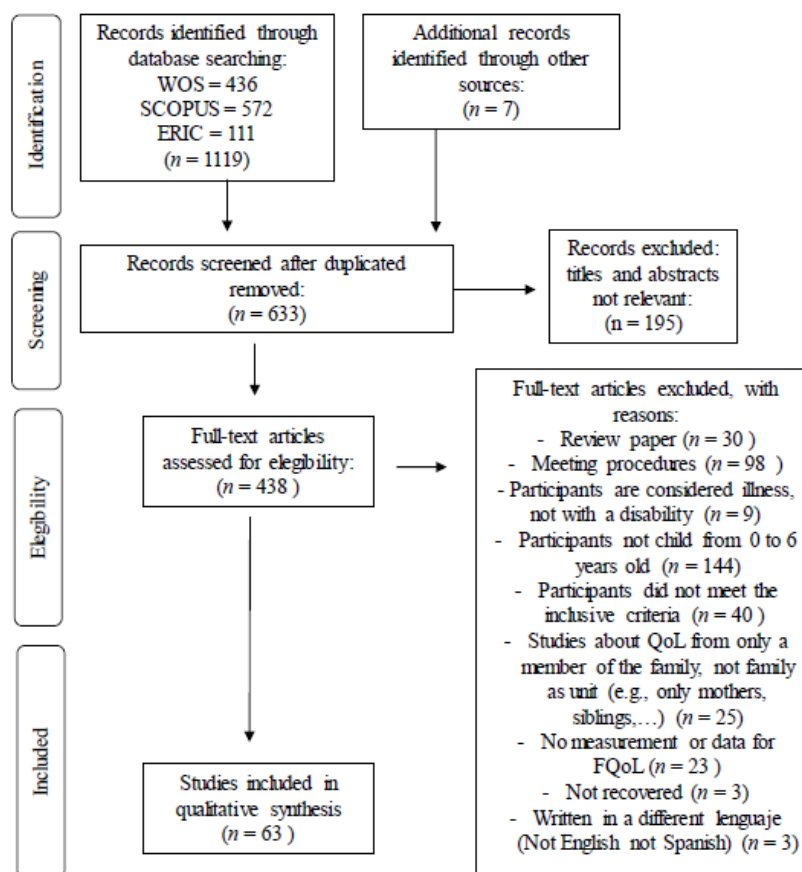 Identification
Records identified through
database searching:
WOS = 436
SCOPUS = 572
ERIC = 111
(n = 1119)
Additional records
identified through other
sources:
(n = 7)
Screening
Records screened after duplicated
removed:
(n = 633)
Records excluded:
titles and abstracts
not relevant:
(n = 195)
Elegibility
Full-text articles
assessed for elegibility:
(n = 438 )
Full-text articles excluded, with
reasons:
- Review paper (n = 30 )
- Meeting procedures (n = 98 )
- Participants are considered illness,
not with a disability (n = 9)
- Participants not child from 0 to 6
years old (n = 144)
- Participants did not meet the
inclusive criteria (n = 40 )
- Studies about QoL from only a
member of the family, not family
as unit (e.g., only mothers,
siblings,…) (n = 25)
- No measurement or data for
FQoL (n = 23 )
- Not recovered (n = 3)
- Written in a different lenguaje
(Not English not Spanish) (n = 3)
Included
Studies included in
qualitative synthesis
(n = 63 )